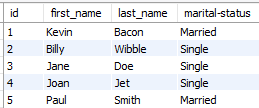 id first_name last_name marital-status
1 Kevin Bacon Married
2 Billy Wibble Single
3 Jane Doe Single
4 Joan Jet Single
5 Paul Smith Married